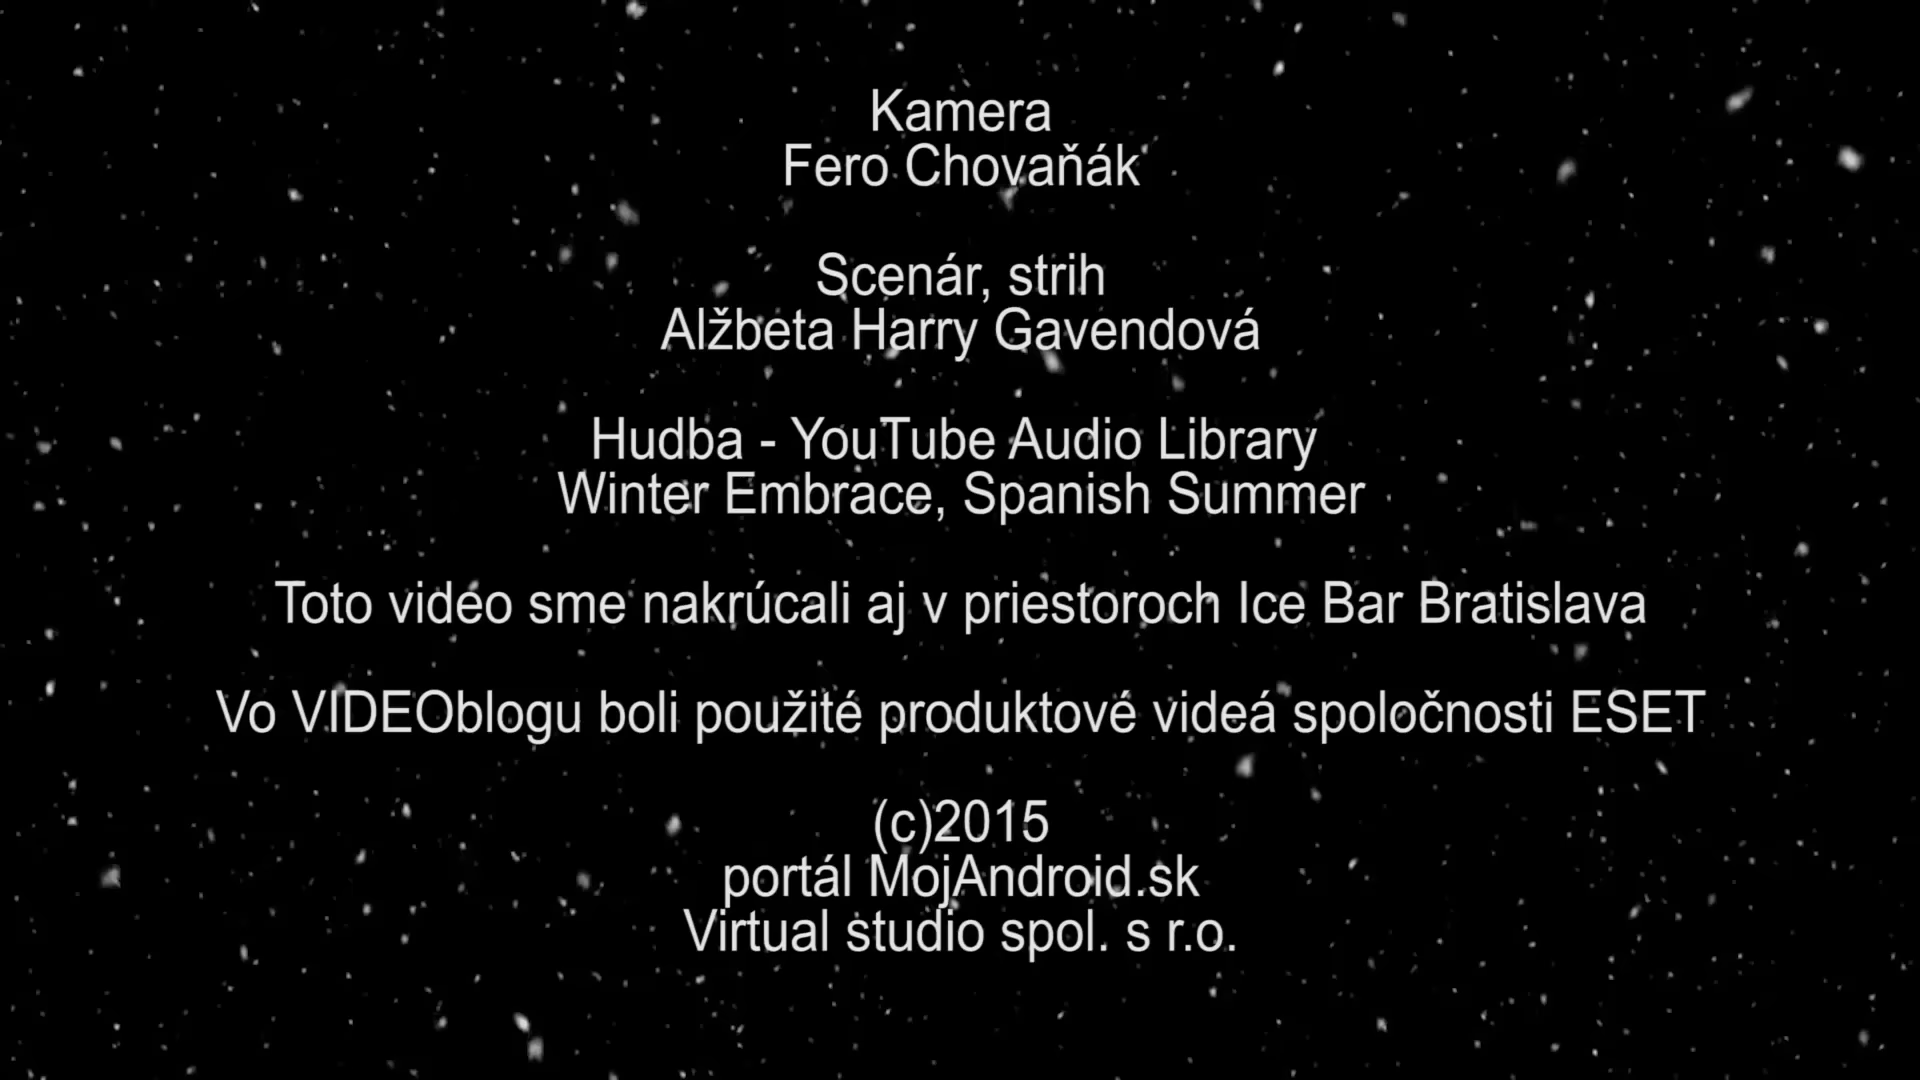 Kamera
Fero Chovaňák
Scenár, strih
Alžbeta Harry Gavendová
Hudba - YouTube Audio Library
Winter Embrace, Spanish Summer
Toto video sme nakrúcali aj v priestoroch Ice Bar Bratislava
Vo VIDEOblogu boli použité produktové videá spoločnosti ESET
(c)2015
portál MojAndroid.sk
Virtual studio spol. s r.o.